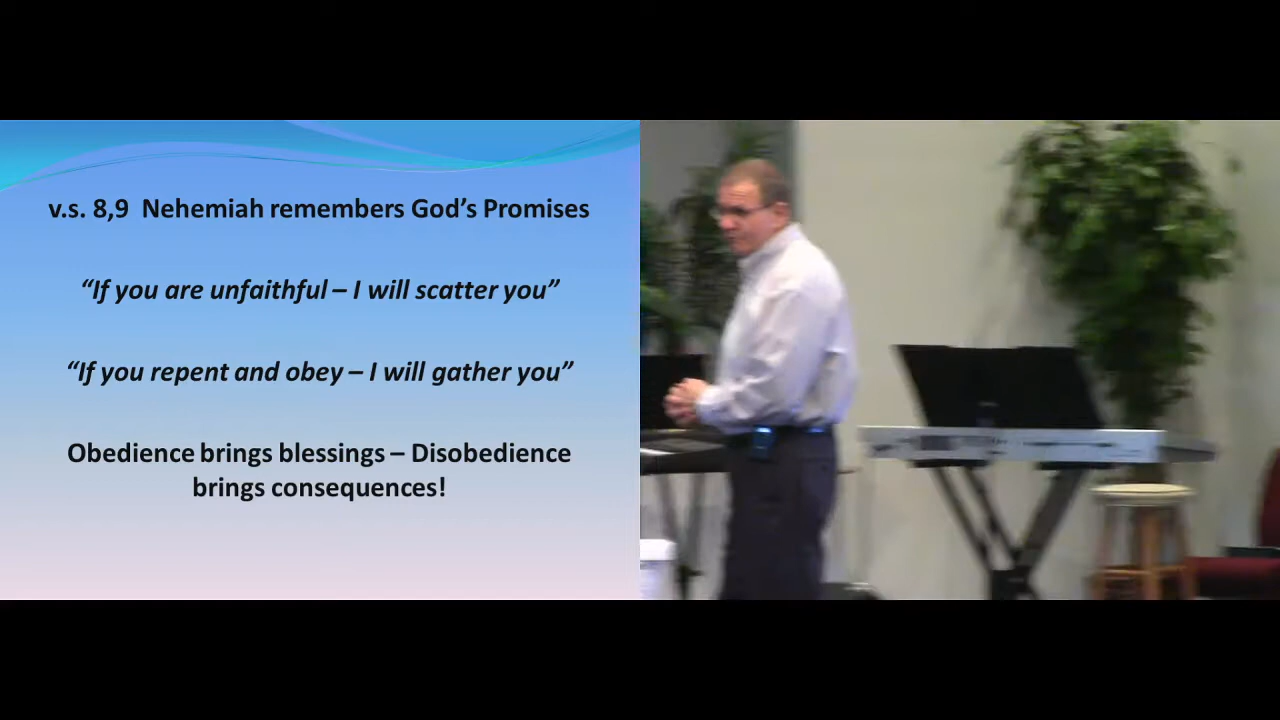 v.s. 8,9  Nehemiah remembers God’s Promises
“If you are unfaithful – I will scatter you”
“If you repent and obey – I will gather you”
Obedience brings blessings – Disobedience
brings consequences!